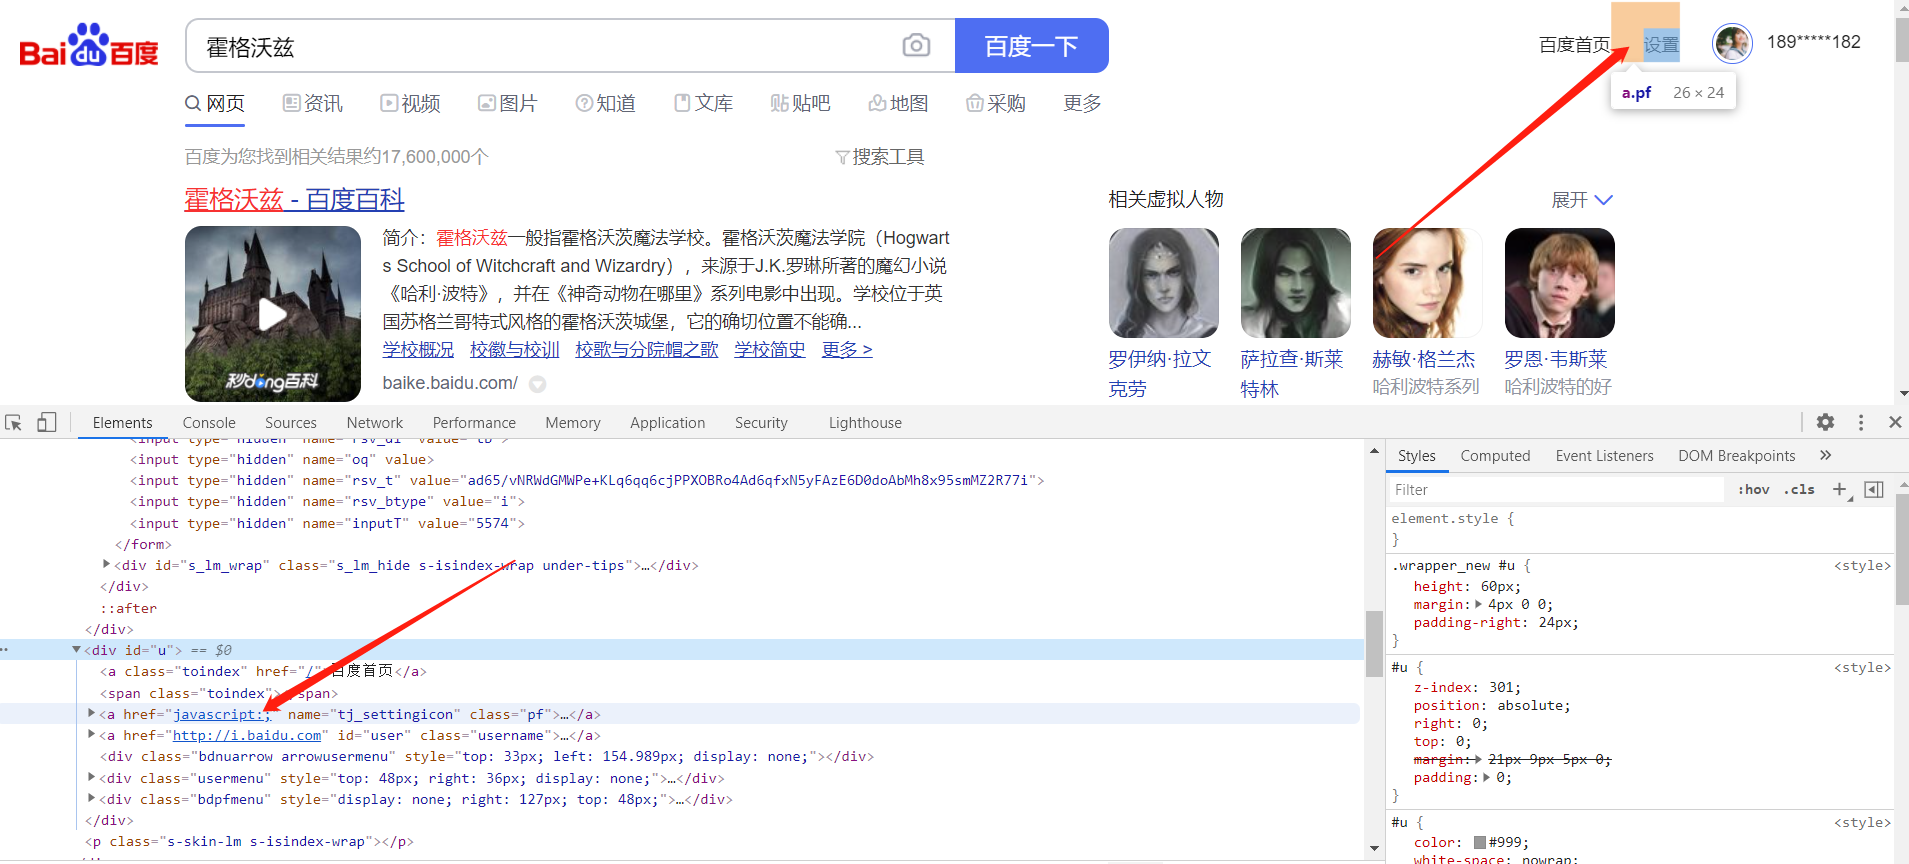 Bai du 百度
霍格沃兹
百度一下
百度首页
设置
189*****182
a.pf 26 × 24
网页 资讯 视频 图片 知道 文库 贴吧 地图 采购 更多
百度为您找到相关结果约17,600,000个
搜索工具
霍格沃兹 - 百度百科
简介：霍格沃兹一般指霍格沃茨魔法学校。霍格沃茨魔法学院（Hogwart
s School of Witchcraft and Wizardry），来源于J.K.罗琳所著的魔幻小说
《哈利·波特》，并在《神奇动物在哪里》系列电影中出现。学校位于英
国苏格兰哥特式风格的霍格沃茨城堡，它的确切位置不能确...
学校概况 校徽与校训 校歌与分院帽之歌 学校简史 更多 >
秒dong百科
baike.baidu.com/
相关虚拟人物
展开
罗伊纳·拉文
克劳
萨拉查·斯莱
特林
赫敏·格兰杰
哈利波特系列
罗恩·韦斯莱
哈利波特的好
Elements Console Sources Network Performance Memory Application Security Lighthouse
<input type="hidden" name="rsv_dl" value="tb">
<input type="hidden" name="oq" value>
<input type="hidden" name="rsv_t" value="ad65/vNRWdGMWPe+KLq6qq6cjPPXOBRo4Ad6qfxN5yFAzE6D0doAbMh8x95smMZ2R77i">
<input type="hidden" name="rsv_btype" value="i">
<input type="hidden" name="inputT" value="5574">
</form>
<div id="s_lm_wrap" class="s_lm_hide s-isindex-wrap under-tips">…</div>
</div>
::after
</div>
<div id="u"> == $0
<a class="toindex" href="/">百度首页</a>
<span class="toindex"></span>
<a href="javascript:;" name="tj_settingicon" class="pf">…</a>
<a href="http://i.baidu.com" id="user" class="username">…</a>
<div class="bdnuarrow arrowusermenu" style="top: 33px; left: 154.989px; display: none;"></div>
<div class="usermenu" style="top: 48px; right: 36px; display: none;">…</div>
<div class="bdpfmenu" style="display: none; right: 127px; top: 48px;">…</div>
</div>
<p class="s-skin-lm s-isindex-wrap"></p>
Styles Computed Event Listeners DOM Breakpoints »
Filter
:hov .cls +
element.style {
}
.wrapper_new #u { <style>
height: 60px;
margin: 4px 0 0;
padding-right: 24px;
}
#u { <style>
z-index: 301;
position: absolute;
right: 0;
top: 0;
margin: 21px 9px 5px 0;
padding: 0;
}
#u { <style>
color: #999;
white-space: nowrap;